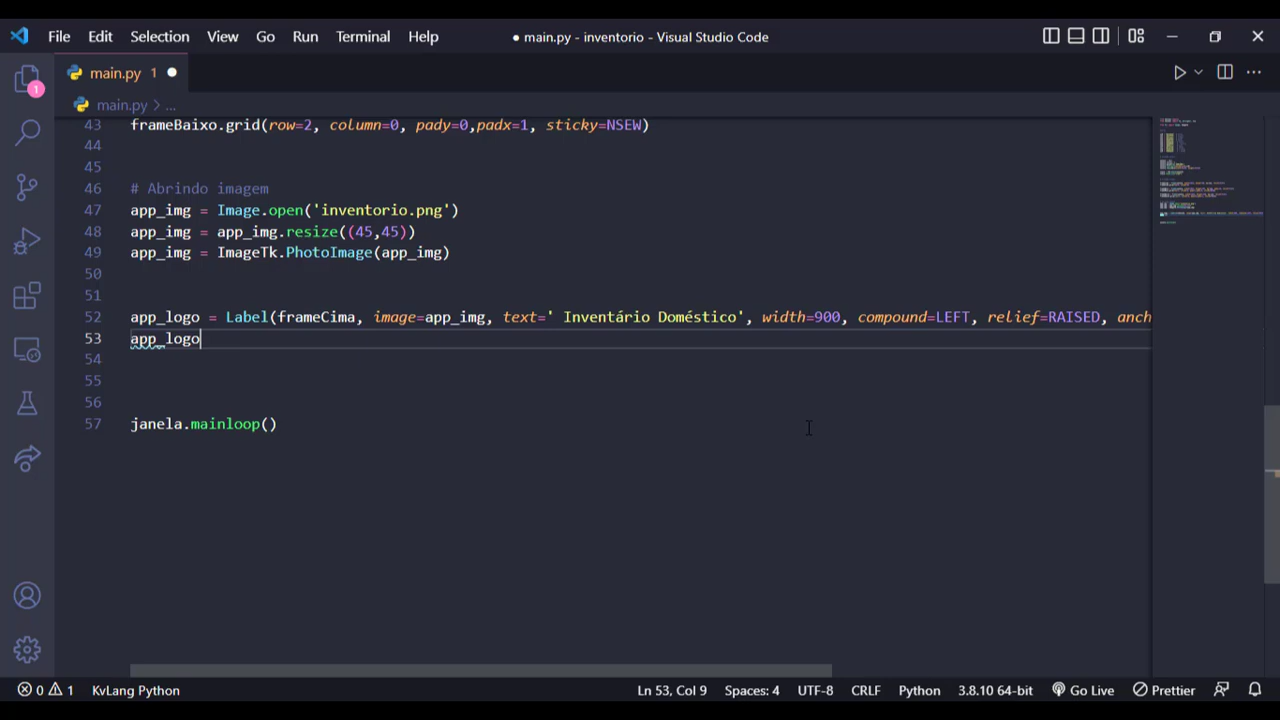 File Edit Selection View Go Run Terminal Help ● main.py - inventorio - Visual Studio Code
1 main.py 1
main.py > ...
43 frameBaixo.grid(row=2, column=0, pady=0,padx=1, sticky=NSEW)
44
45
46 # Abrindo imagem
47 app_img = Image.open('inventorio.png')
48 app_img = app_img.resize((45,45))
49 app_img = ImageTk.PhotoImage(app_img)
50
51
52 app_logo = Label(frameCima, image=app_img, text=' Inventário Doméstico', width=900, compound=LEFT, relief=RAISED, anch
53 app_logo
54
55
56
57 janela.mainloop()
0 1 KvLang Python Ln 53, Col 9 Spaces: 4 UTF-8 CRLF Python 3.8.10 64-bit Go Live Prettier